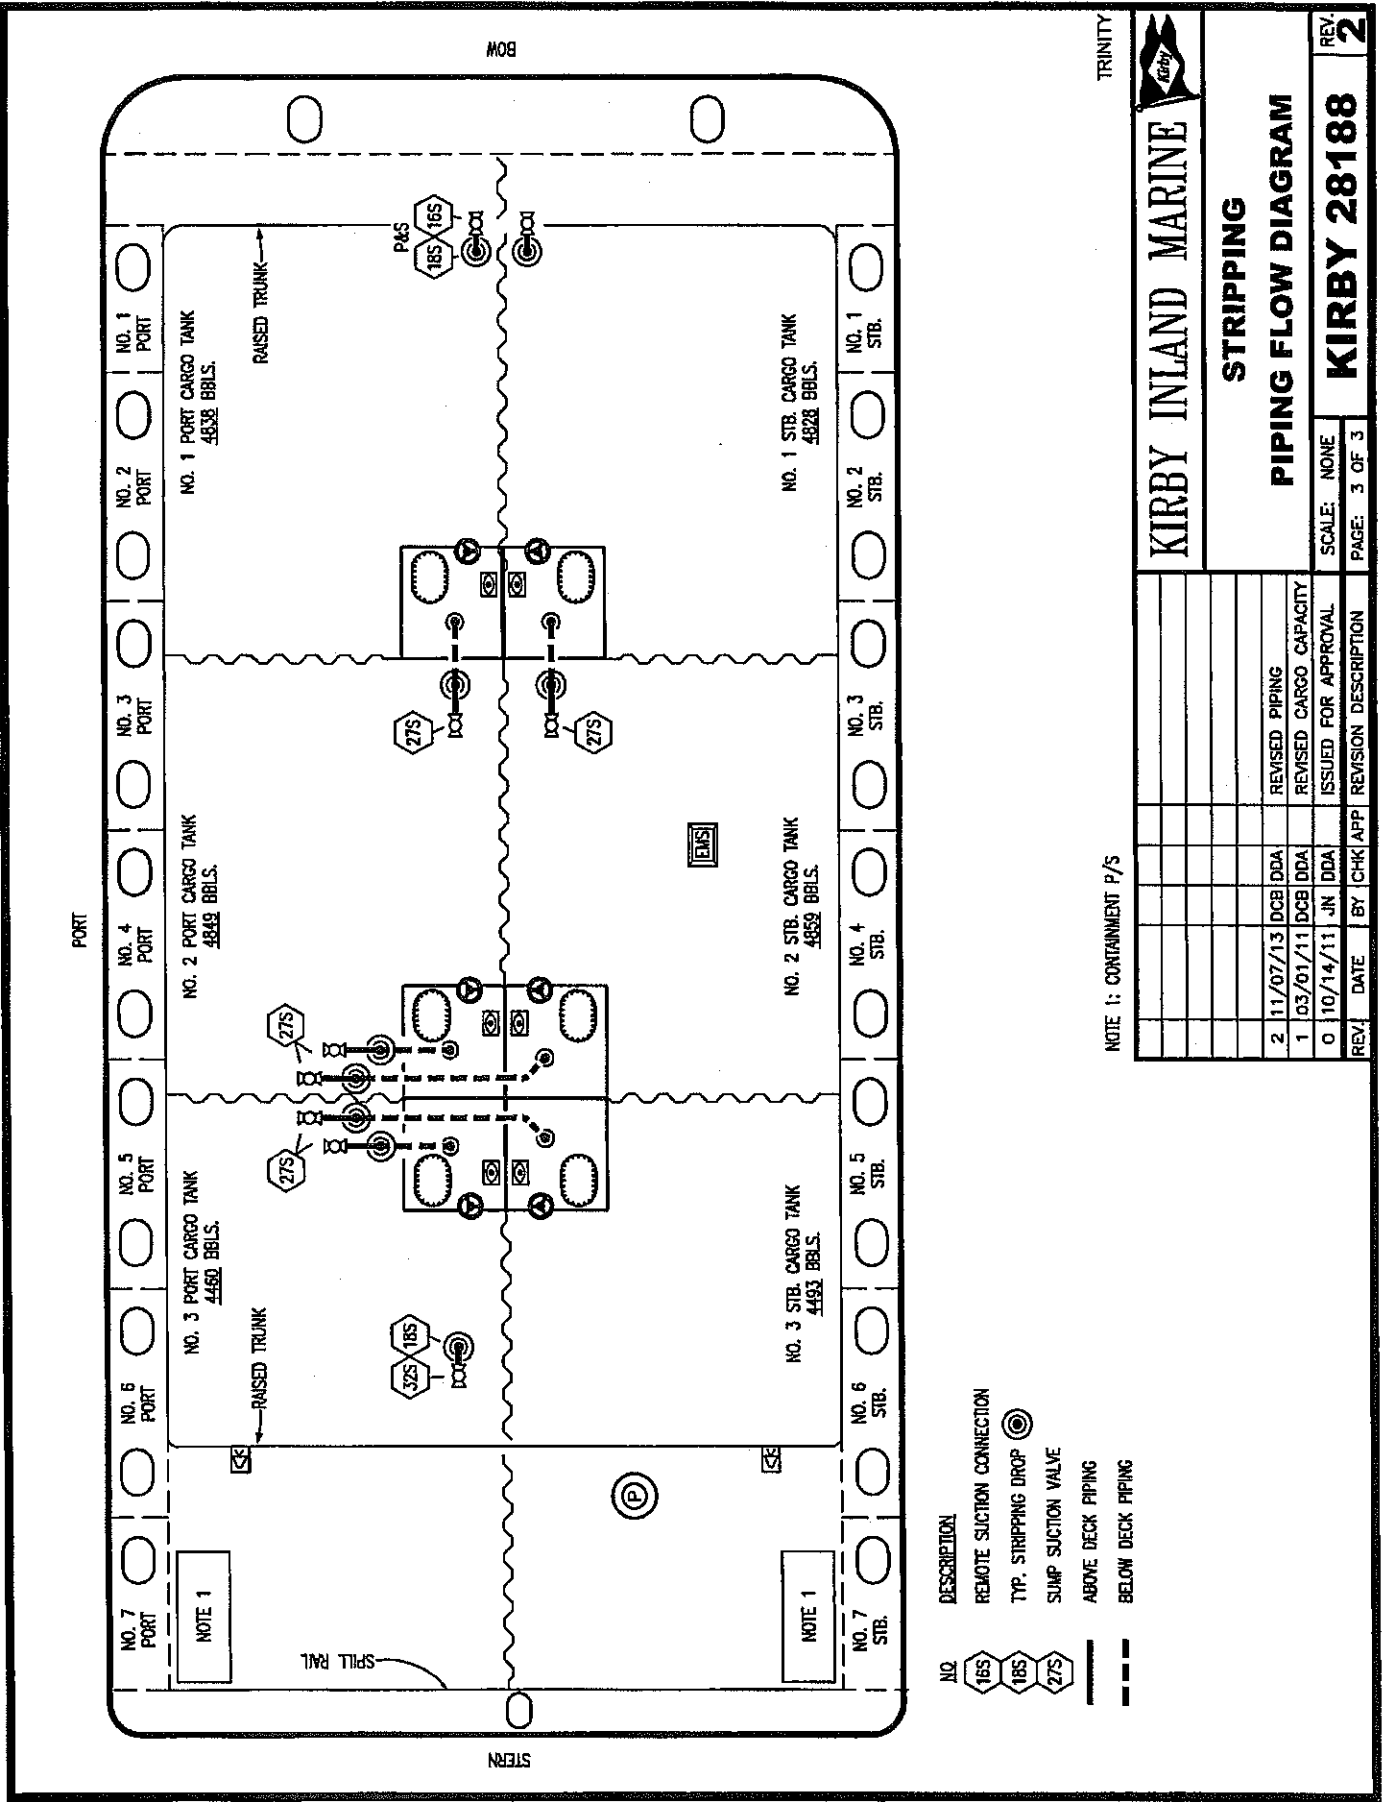 PORT
BOW
STERN
NO. 7
PORT
NO. 6
PORT
NO. 5
PORT
NO. 4
PORT
NO. 3
PORT
NO. 2
PORT
NO. 1
PORT
NO. 3 PORT CARGO TANK
4460 BBLS.
NO. 2 PORT CARGO TANK
4849 BBLS.
NO. 1 PORT CARGO TANK
4838 BBLS.
RAISED TRUNK
RAISED TRUNK
NOTE 1
SPILL RAIL
27S
27S
P&S
18S
16S
32S
18S
27S
27S
P
EMS
NOTE 1
NO. 3 STB. CARGO TANK
4493 BBLS.
NO. 2 STB. CARGO TANK
4859 BBLS.
NO. 1 STB. CARGO TANK
4828 BBLS.
NO. 7
STB.
NO. 6
STB.
NO. 5
STB.
NO. 4
STB.
NO. 3
STB.
NO. 2
STB.
NO. 1
STB.
NO. DESCRIPTION
16S REMOTE SUCTION CONNECTION
18S TYP. STRIPPING DROP
27S SUMP SUCTION VALVE
ABOVE DECK PIPING
BELOW DECK PIPING
NOTE 1: CONTAINMENT P/S
TRINITY
2 11/07/13 DCB DDA REVISED PIPING
1 03/01/11 DCB DDA REVISED CARGO CAPACITY
0 10/14/11 JN DDA ISSUED FOR APPROVAL
REV. DATE BY CHK APP REVISION DESCRIPTION
KIRBY INLAND MARINE
Kirby
STRIPPING
PIPING FLOW DIAGRAM
SCALE: NONE
PAGE: 3 OF 3
KIRBY 28188
REV.
2